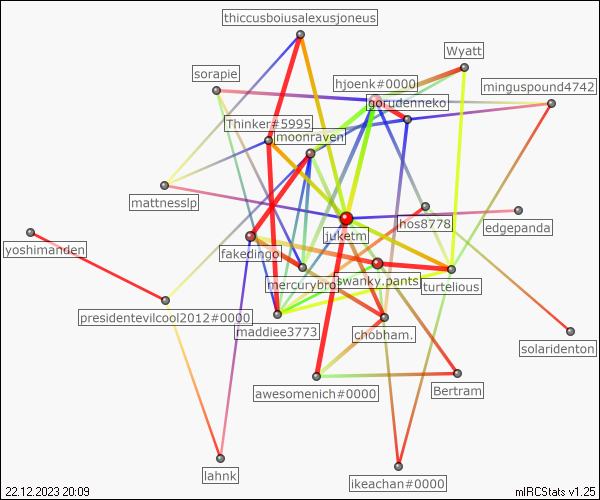 thiccusboiusalexusjoneus
Wyatt
sorapie
hjoenk#0000
minguspound4742
gorudenneko
Thinker#5995
moonraven
mattnesslp
hos8778
edgepanda
juketm
yoshimanden
fakedingo
mercurybro
swanky.pants
turtelious
presidentevilcool2012#0000
maddiee3773
chobham.
solaridenton
awesomenich#0000
Bertram
lahnk
ikeachan#0000
22.12.2023 20:09
mIRCStats v1.25